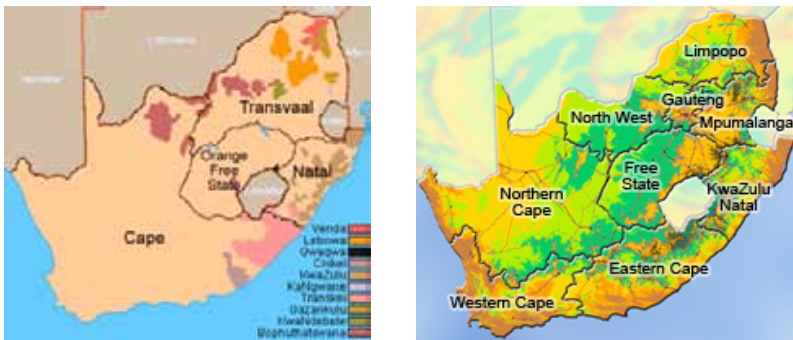 Transvaal
Orange
Free
State
Natal
Cape
Venda
Lebowa
Qwaqwa
Ciskei
KwaZulu
KaNgwane
Transkei
Gazankulu
KwaNdebele
Bophuthatswana
Limpopo
Gauteng
North West
Mpumalanga
Free
State
Northern
Cape
KwaZulu
Natal
Eastern Cape
Western Cape